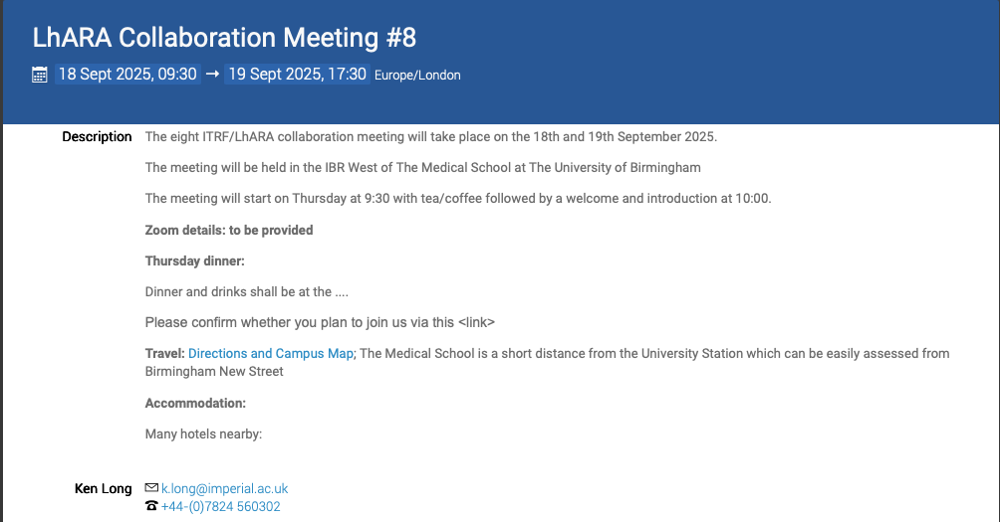 LhARA Collaboration Meeting #8
18 Sept 2025, 09:30 → 19 Sept 2025, 17:30 Europe/London
Description
The eight ITRF/LhARA collaboration meeting will take place on the 18th and 19th September 2025.
The meeting will be held in the IBR West of The Medical School at The University of Birmingham
The meeting will start on Thursday at 9:30 with tea/coffee followed by a welcome and introduction at 10:00.
Zoom details: to be provided
Thursday dinner:
Dinner and drinks shall be at the ....
Please confirm whether you plan to join us via this <link>
Travel: Directions and Campus Map; The Medical School is a short distance from the University Station which can be easily assessed from
Birmingham New Street
Accommodation:
Many hotels nearby:
Ken Long
k.long@imperial.ac.uk
+44-(0)7824 560302